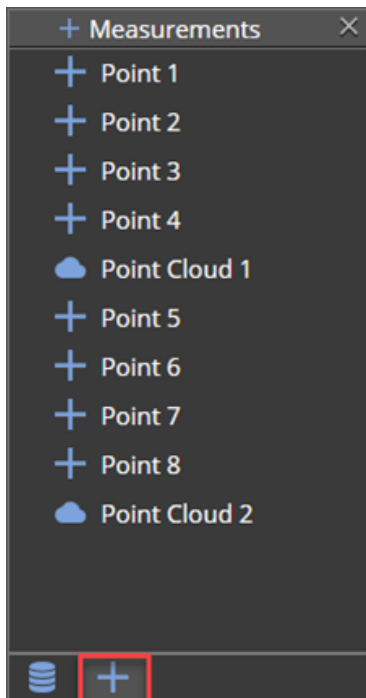 Measurements
Point 1
Point 2
Point 3
Point 4
Point Cloud 1
Point 5
Point 6
Point 7
Point 8
Point Cloud 2